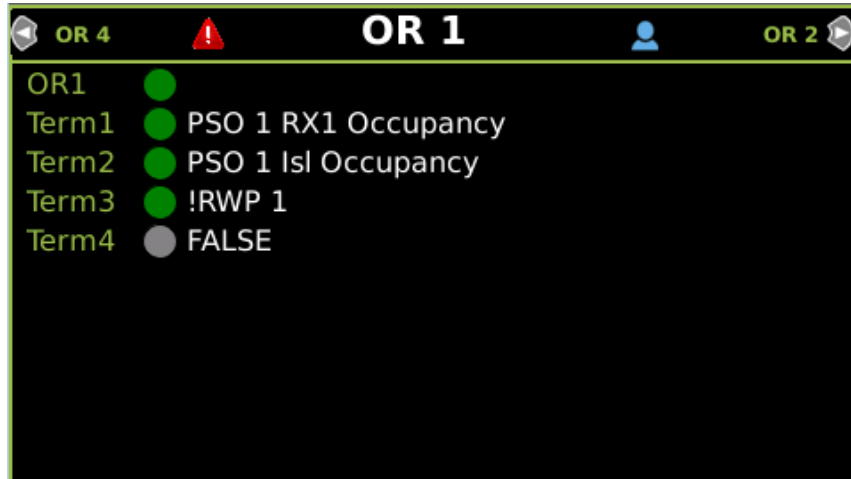 OR 4 OR 1 OR 2
OR1
Term1 PSO 1 RX1 Occupancy
Term2 PSO 1 Isl Occupancy
Term3 !RWP 1
Term4 FALSE